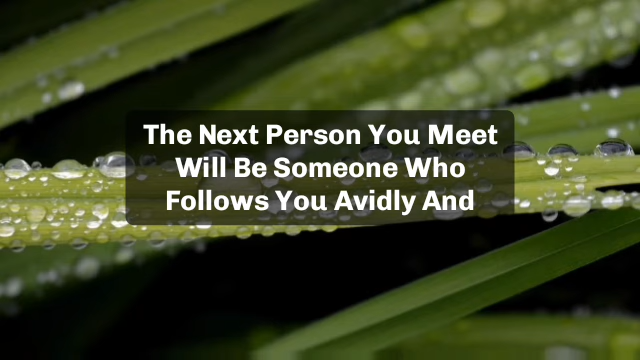 The Next Person You Meet
Will Be Someone Who
Follows You Avidly And